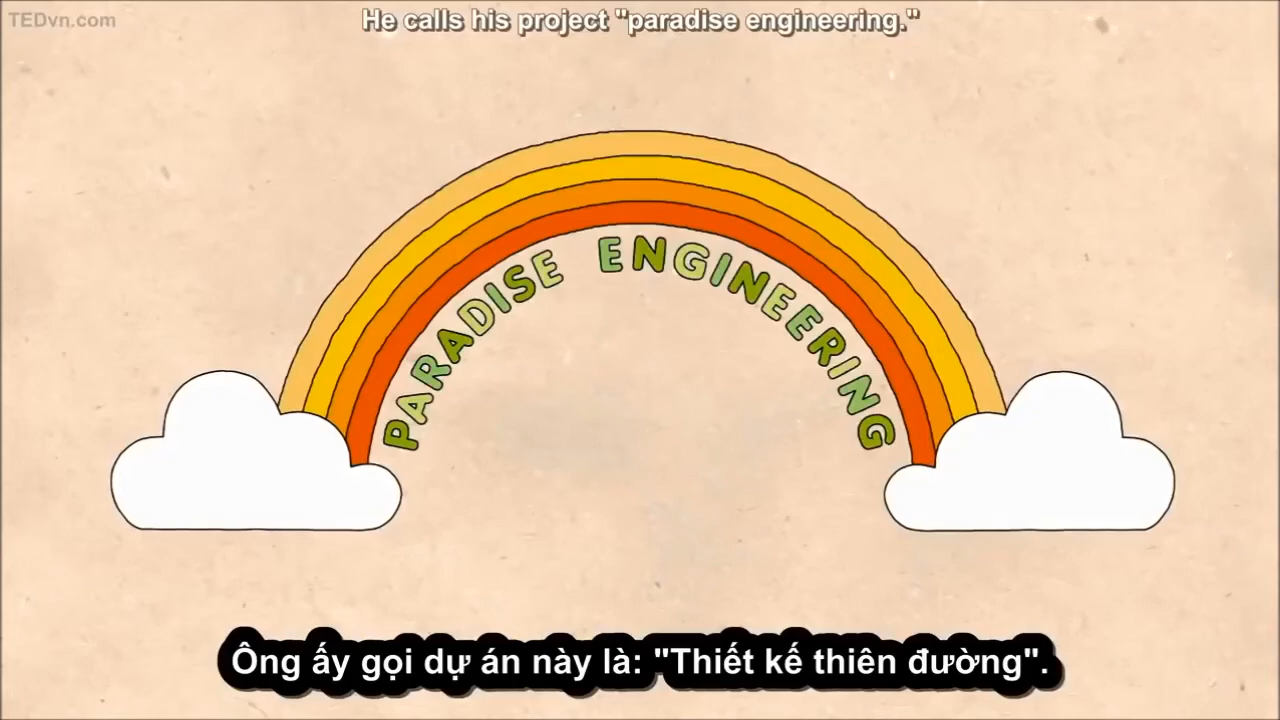 TEDvn.com
He calls his project "paradise engineering."
PARADISE ENGINEERING
Ông ấy gọi dự án này là: "Thiết kế thiên đường".